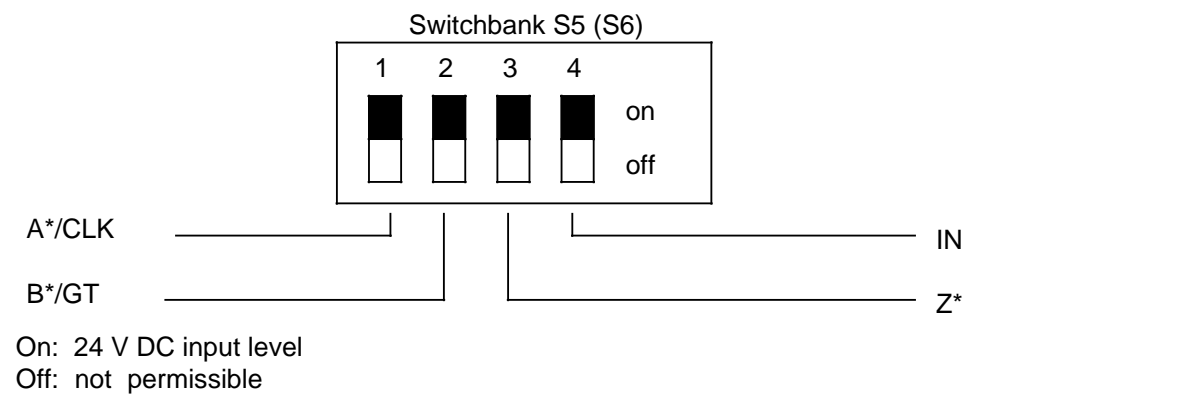 Switchbank S5 (S6)
1 2 3 4
on
off
A*/CLK
IN
B*/GT
Z*
On: 24 V DC input level
Off: not permissible